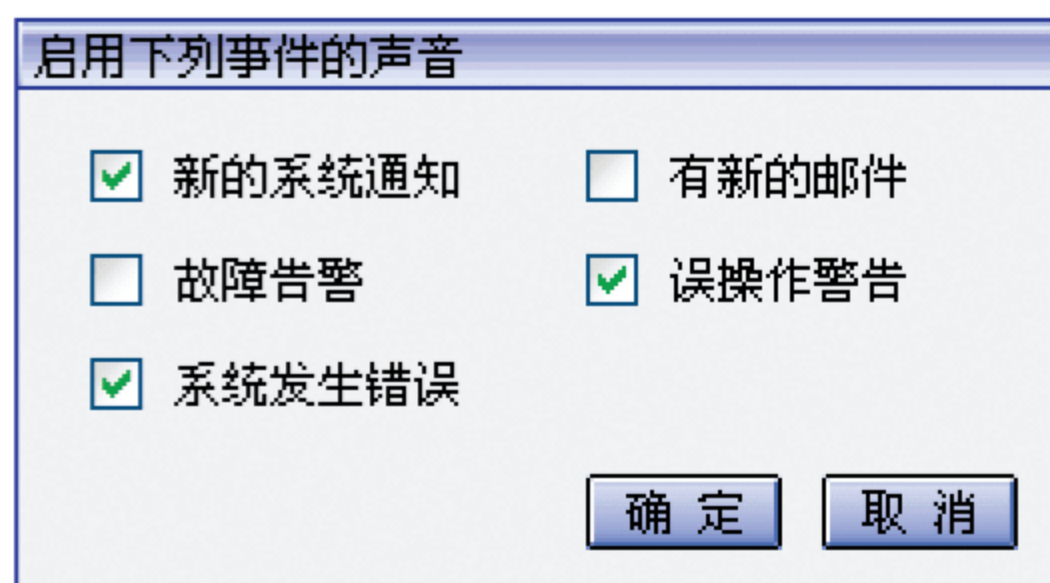 启用下列事件的声音
新的系统通知 有新的邮件
故障告警 误操作警告
系统发生错误
确定 取消